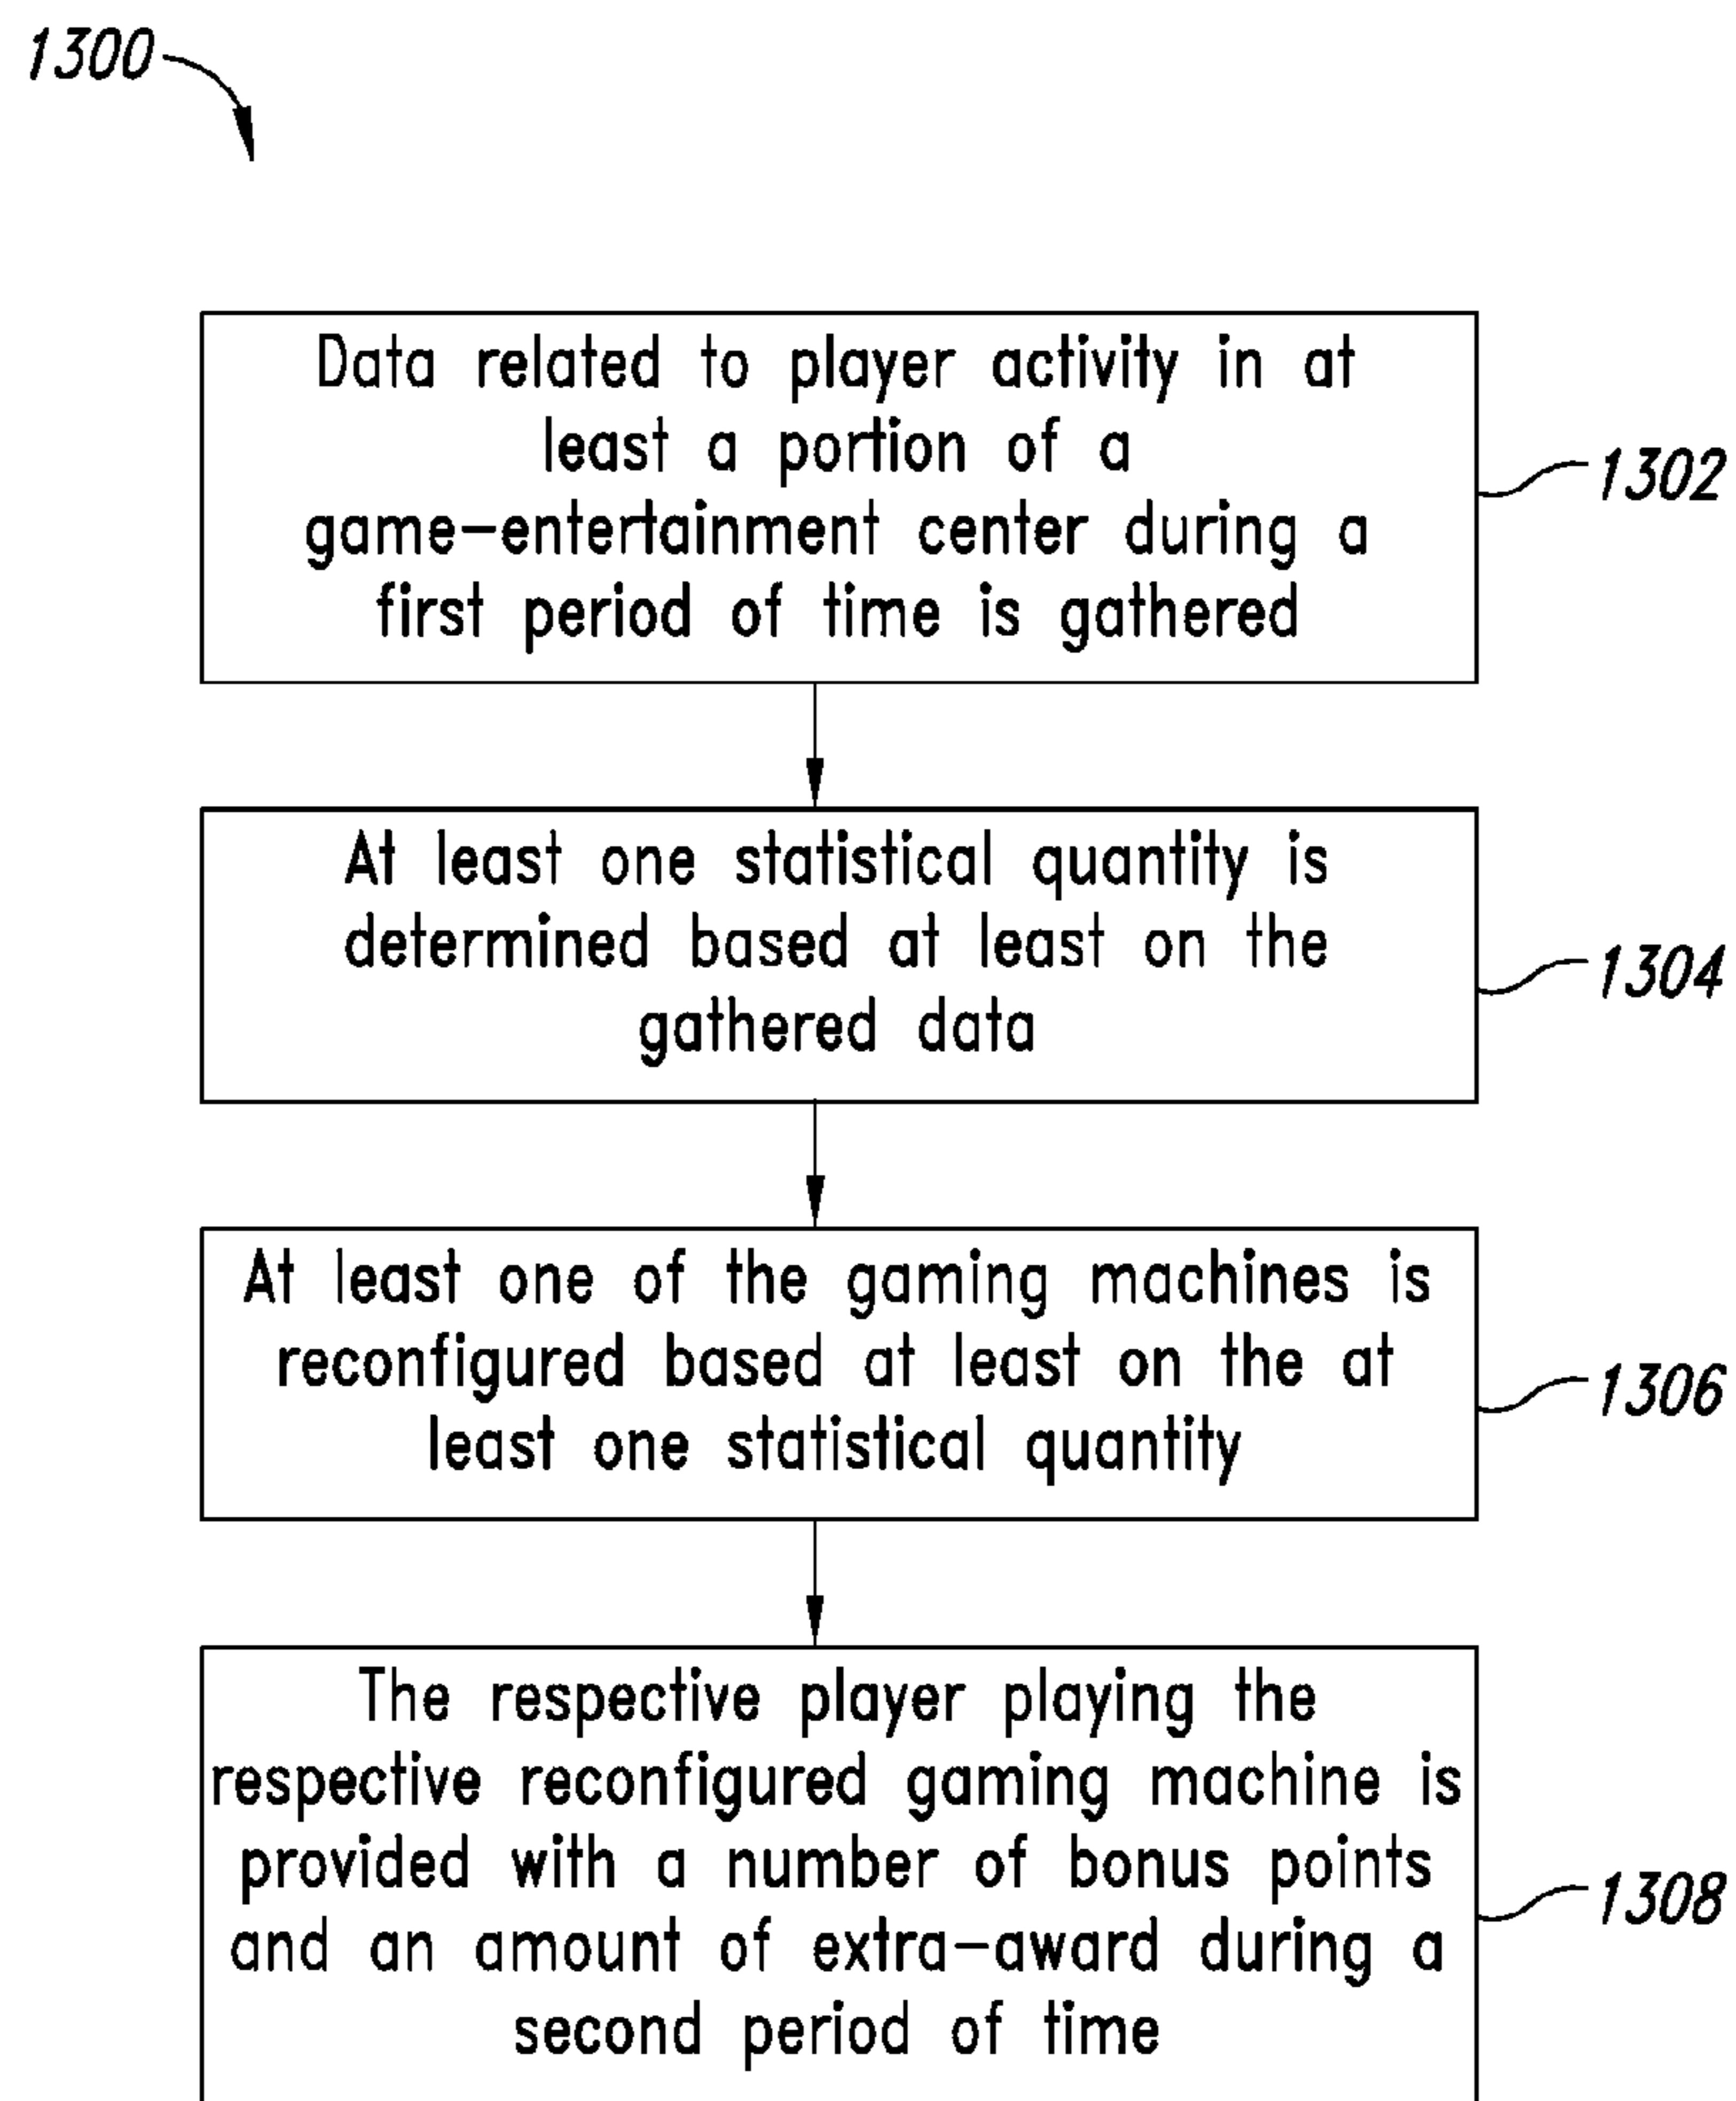 1300
Data related to player activity in at
least a portion of a
game-entertainment center during a
first period of time is gathered
1302
At least one statistical quantity is
determined based at least on the
gathered data
1304
At least one of the gaming machines is
reconfigured based at least on the at
least one statistical quantity
1306
The respective player playing the
respective reconfigured gaming machine is
provided with a number of bonus points
and an amount of extra-award during a
second period of time
1308